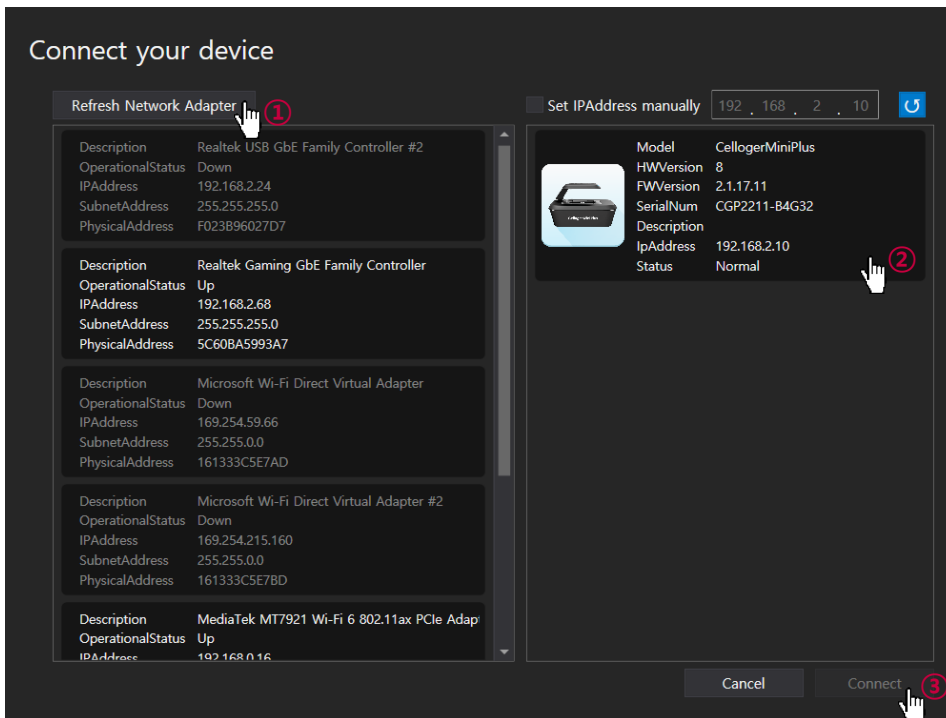 Connect your device
Refresh Network Adapter
①
Set IPAddress manually 192 . 168 . 2 . 10
Description Realtek USB GbE Family Controller #2
OperationalStatus Down
IPAddress 192.168.2.24
SubnetAddress 255.255.255.0
PhysicalAddress F023B96027D7
Description Realtek Gaming GbE Family Controller
OperationalStatus Up
IPAddress 192.168.2.68
SubnetAddress 255.255.255.0
PhysicalAddress 5C60BA5993A7
Description Microsoft Wi-Fi Direct Virtual Adapter
OperationalStatus Down
IPAddress 169.254.59.66
SubnetAddress 255.255.0.0
PhysicalAddress 161333C5E7AD
Description Microsoft Wi-Fi Direct Virtual Adapter #2
OperationalStatus Down
IPAddress 169.254.215.160
SubnetAddress 255.255.0.0
PhysicalAddress 161333C5E7BD
Description MediaTek MT7921 Wi-Fi 6 802.11ax PCIe Adapt
OperationalStatus Up
IPAddress 192.168.0.16
CellogerMiniPlus
Model CellogerMiniPlus
HWVersion 8
FWVersion 2.1.17.11
SerialNum CGP2211-B4G32
Description
IpAddress 192.168.2.10
Status Normal
②
Cancel
Connect
③